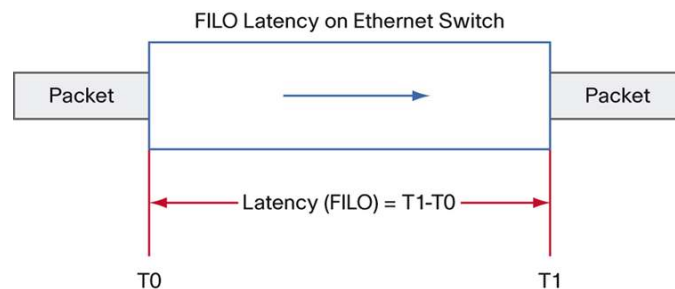 FILO Latency on Ethernet Switch
Packet
Packet
Latency (FILO) = T1-T0
T0
T1